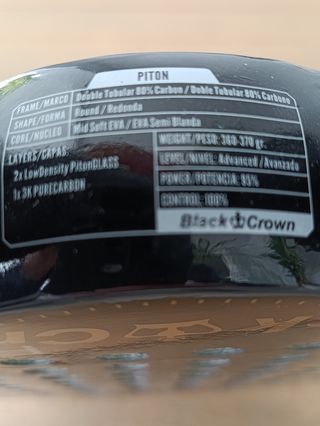 PITON
FRAME/MARCO Double Tubular 80% Carbon / Doble Tubular 80% Carbono
SHAPE/FORMA Round / Redonda
CORE/NUCLEO Mid Soft EVA / EVA Semi Blanda
LAYERS/CAPAS:
2x LowDensity PitonGLASS
1x 3K PURECARBON
WEIGHT/PESO: 360-370 gr.
LEVEL/NIVEL: Advanced / Avanzado
POWER, POTENCIA: 95%
CONTROL: 100%
Black Crown